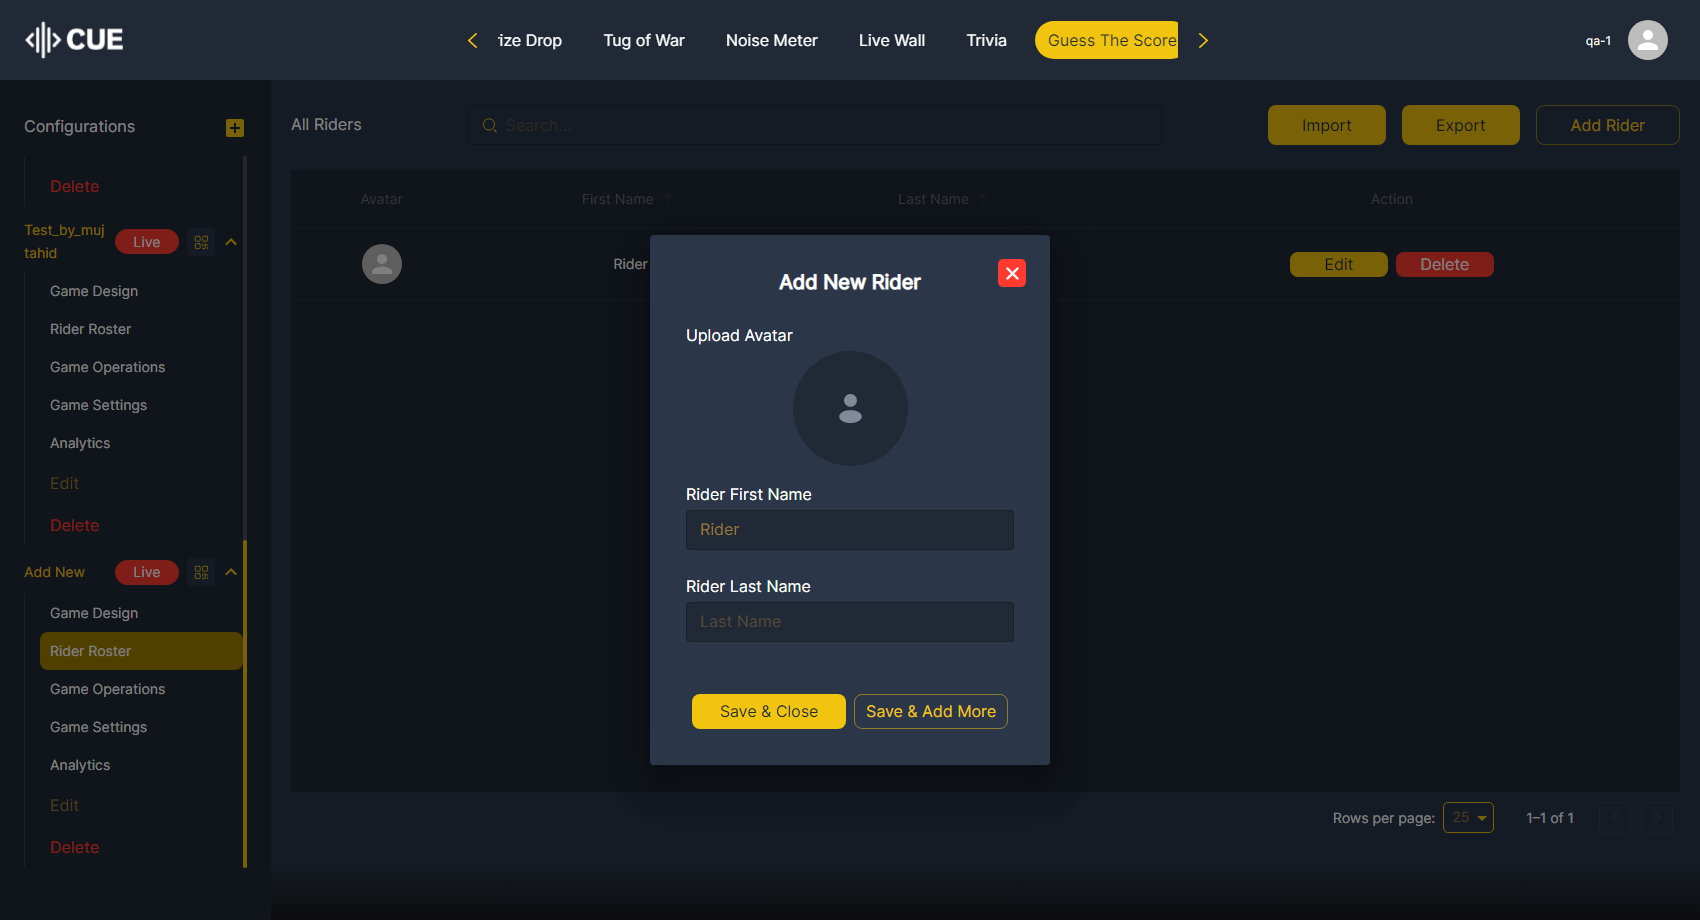 CUE
ize Drop
Tug of War
Noise Meter
Live Wall
Trivia
Guess The Score
qa-1
Configurations
Delete
Test_by_muj
tahid
Live
Game Design
Rider Roster
Game Operations
Game Settings
Analytics
Edit
Delete
Add New
Live
Game Design
Rider Roster
Game Operations
Game Settings
Analytics
Edit
Delete
All Riders
Search...
Import
Export
Add Rider
Avatar
First Name
Last Name
Action
Rider
Edit
Delete
Add New Rider
Upload Avatar
Rider First Name
Rider
Rider Last Name
Last Name
Save & Close
Save & Add More
Rows per page:
25
1–1 of 1